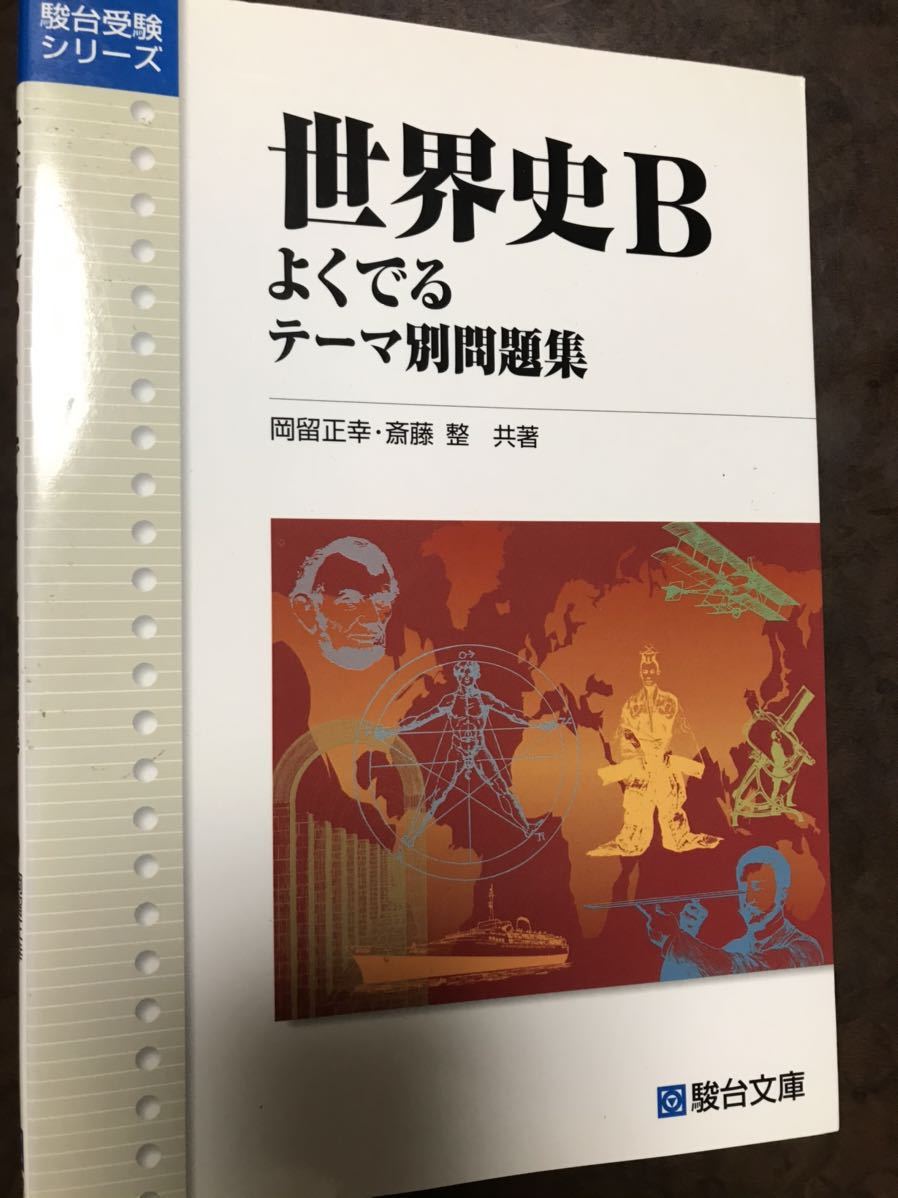 駿台受験
シリーズ
世界史B
よくでる
テーマ別問題集
岡留正幸・斎藤 整 共著
駿台文庫